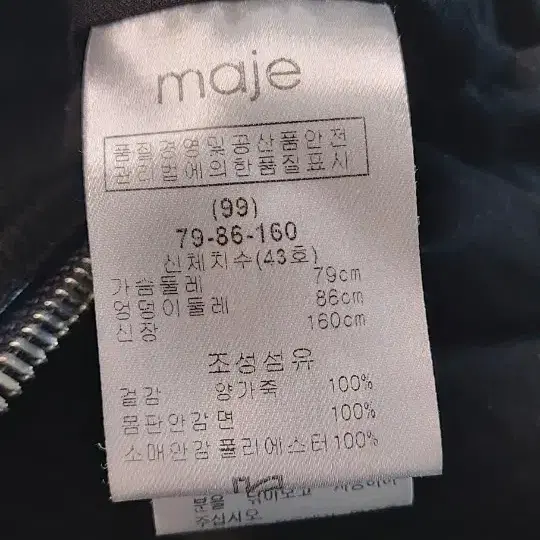 maje
품질경영및공산품안전
관리법에의한품질표시
(99)
79-86-160
신체치수(43호)
가슴둘레 79cm
엉덩이둘레 86cm
신장 160cm
조성섬유
겉감 양가죽 100%
몸판안감면 100%
소매안감폴리에스터100%
주십시오